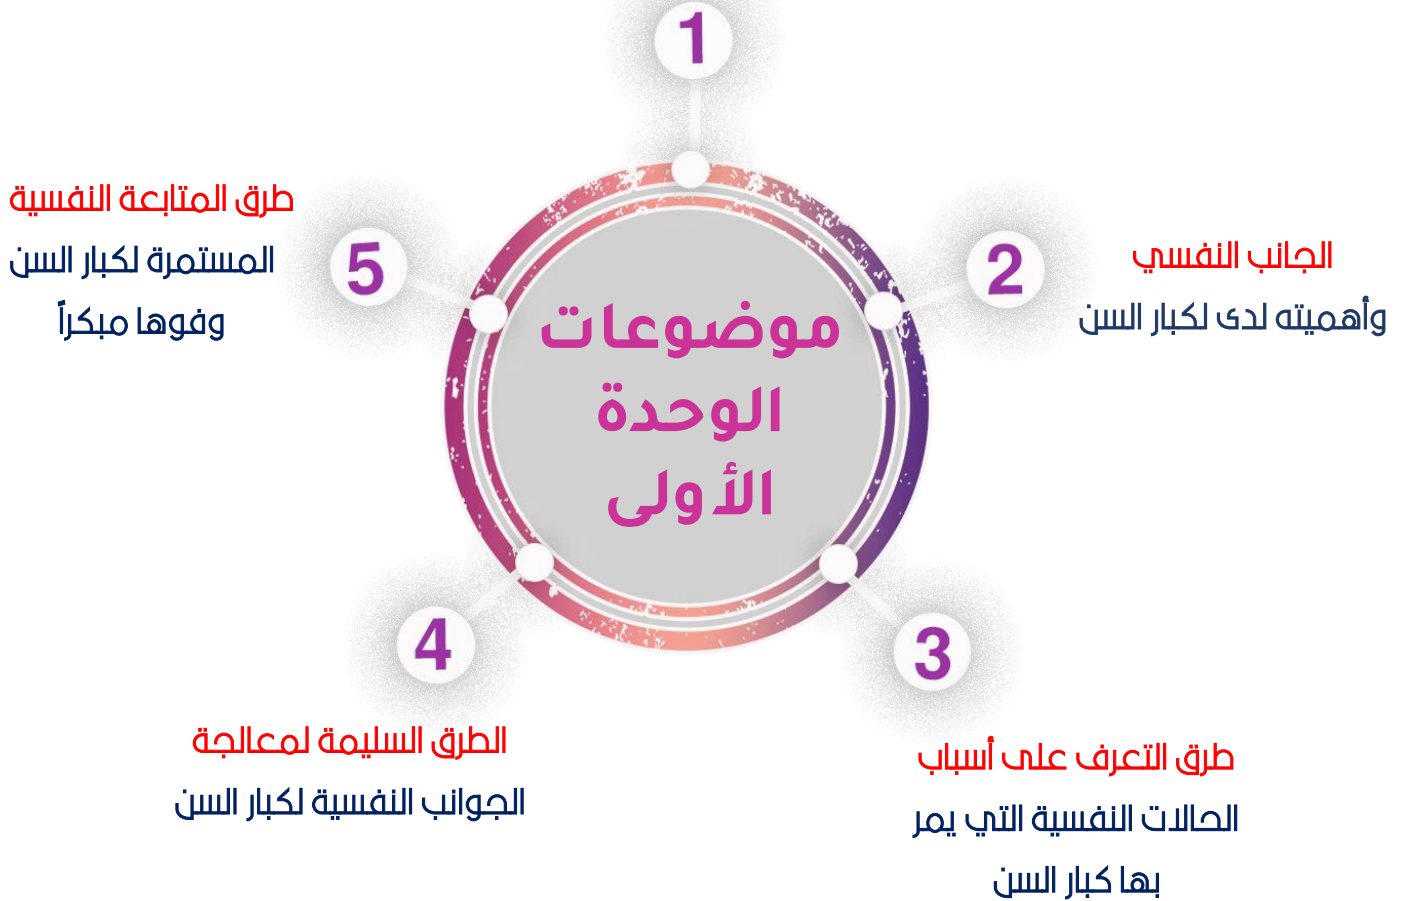 موضوعات
الوحدة
الأولى
1
2
الجانب النفسي
وأهميته لدى لكبار السن
3
طرق التعرف على أسباب
الحالات النفسية التي يمر
بها كبار السن
4
الطرق السليمة لمعالجة
الجوانب النفسية لكبار السن
5
طرق المتابعة النفسية
المستمرة لكبار السن
وفوها مبكراً